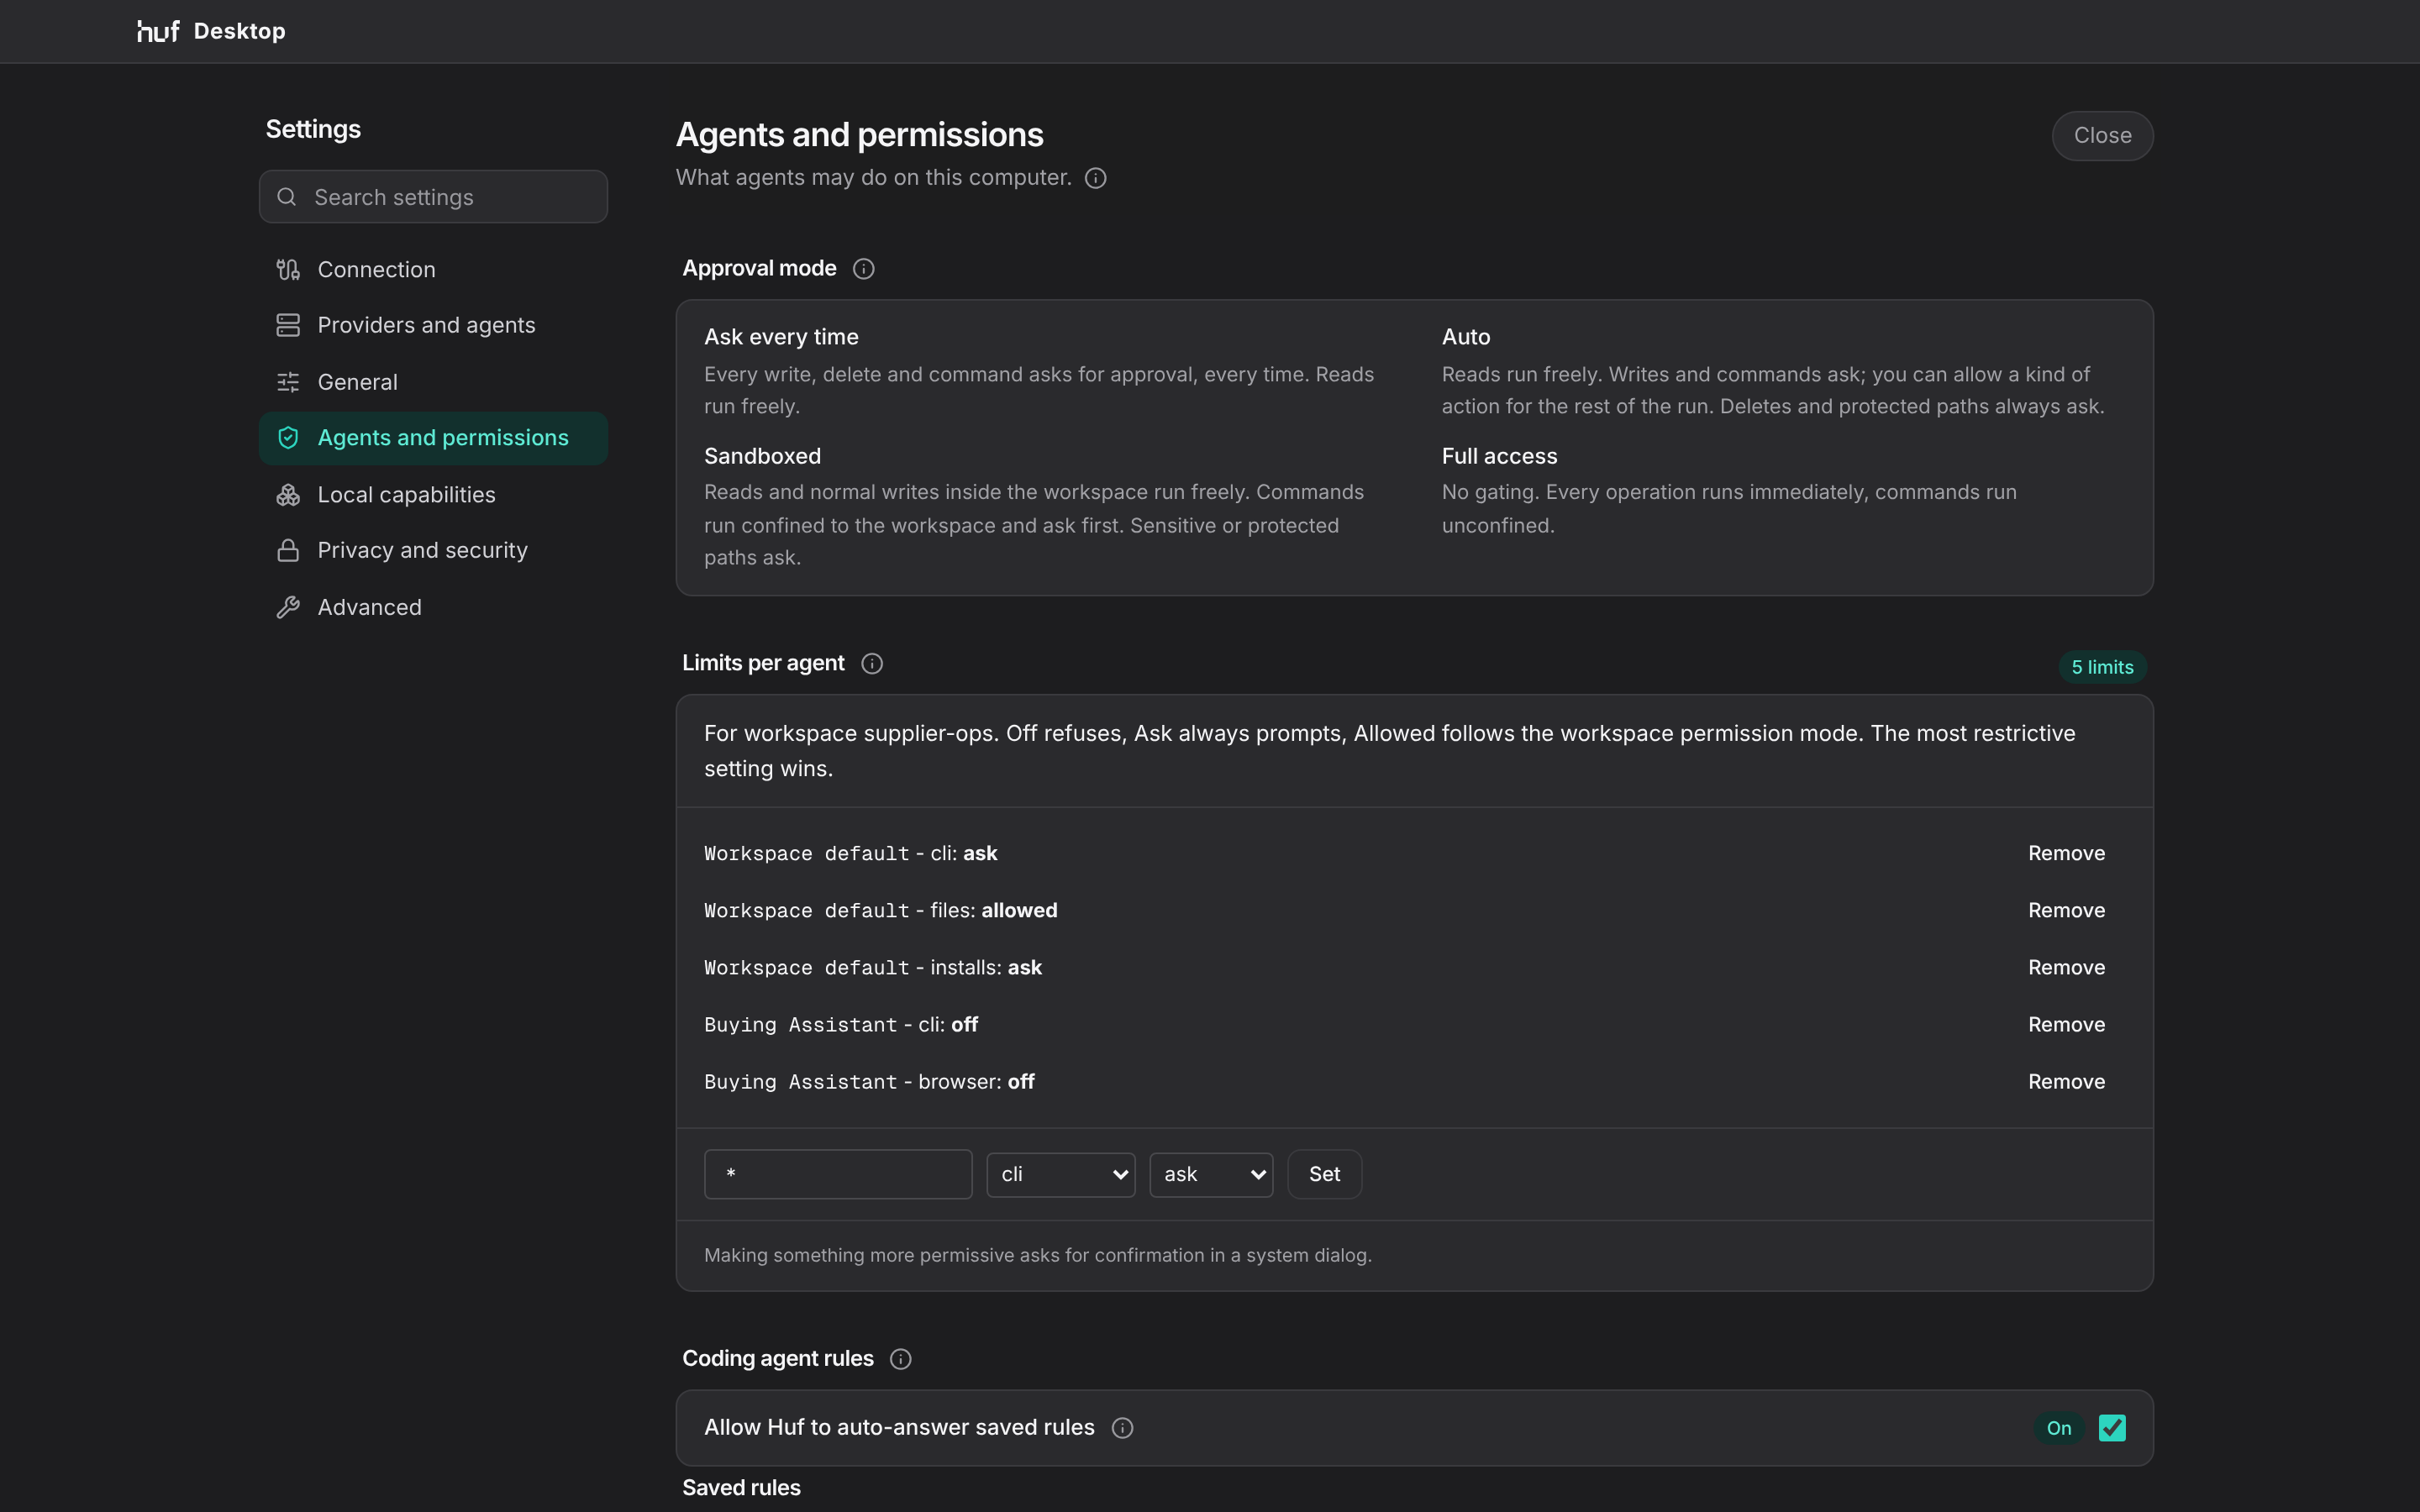 huf Desktop
Settings
Search settings
Connection
Providers and agents
General
Agents and permissions
Local capabilities
Privacy and security
Advanced
Agents and permissions
Close
What agents may do on this computer.
Approval mode
Ask every time
Every write, delete and command asks for approval, every time. Reads
run freely.
Auto
Reads run freely. Writes and commands ask; you can allow a kind of
action for the rest of the run. Deletes and protected paths always ask.
Sandboxed
Reads and normal writes inside the workspace run freely. Commands
run confined to the workspace and ask first. Sensitive or protected
paths ask.
Full access
No gating. Every operation runs immediately, commands run
unconfined.
Limits per agent
5 limits
For workspace supplier-ops. Off refuses, Ask always prompts, Allowed follows the workspace permission mode. The most restrictive
setting wins.
Workspace default - cli: ask Remove
Workspace default - files: allowed Remove
Workspace default - installs: ask Remove
Buying Assistant - cli: off Remove
Buying Assistant - browser: off Remove
* cli ask Set
Making something more permissive asks for confirmation in a system dialog.
Coding agent rules
Allow Huf to auto-answer saved rules On
Saved rules